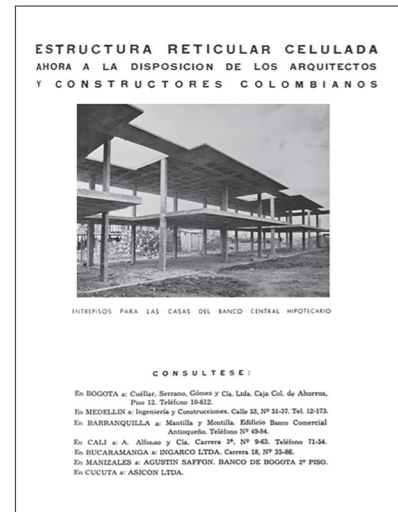 ESTRUCTURA RETICULAR CELULADA
AHORA A LA DISPOSICION DE LOS ARQUITECTOS
Y CONSTRUCTORES COLOMBIANOS
ENTREPISOS PARA LAS CASAS DEL BANCO CENTRAL HIPOTECARIO
CONSULTESE:
En BOGOTA a: Cuéllar, Serrano, Gómez y Cía. Ltda. Caja Col. de Ahorros,
Piso 12. Teléfono 10-612.
En MEDELLIN a: Ingeniería y Construcciones. Calle 53, Nº 51-37. Tel. 12-173.
En BARRANQUILLA a: Mantilla y Montilla. Edificio Banco Comercial
Antioqueño. Teléfono Nº 49-84.
En CALI a: A. Alfonso y Cía. Carrera 3ª, Nº 9-63. Teléfono 71-54.
En BUCARAMANGA a: INGARCO LTDA. Carrera 18, Nº 35-86.
En MANIZALES a: AGUSTIN SAFFON. BANCO DE BOGOTA 2º PISO.
En CUCUTA a: ASICON LTDA.